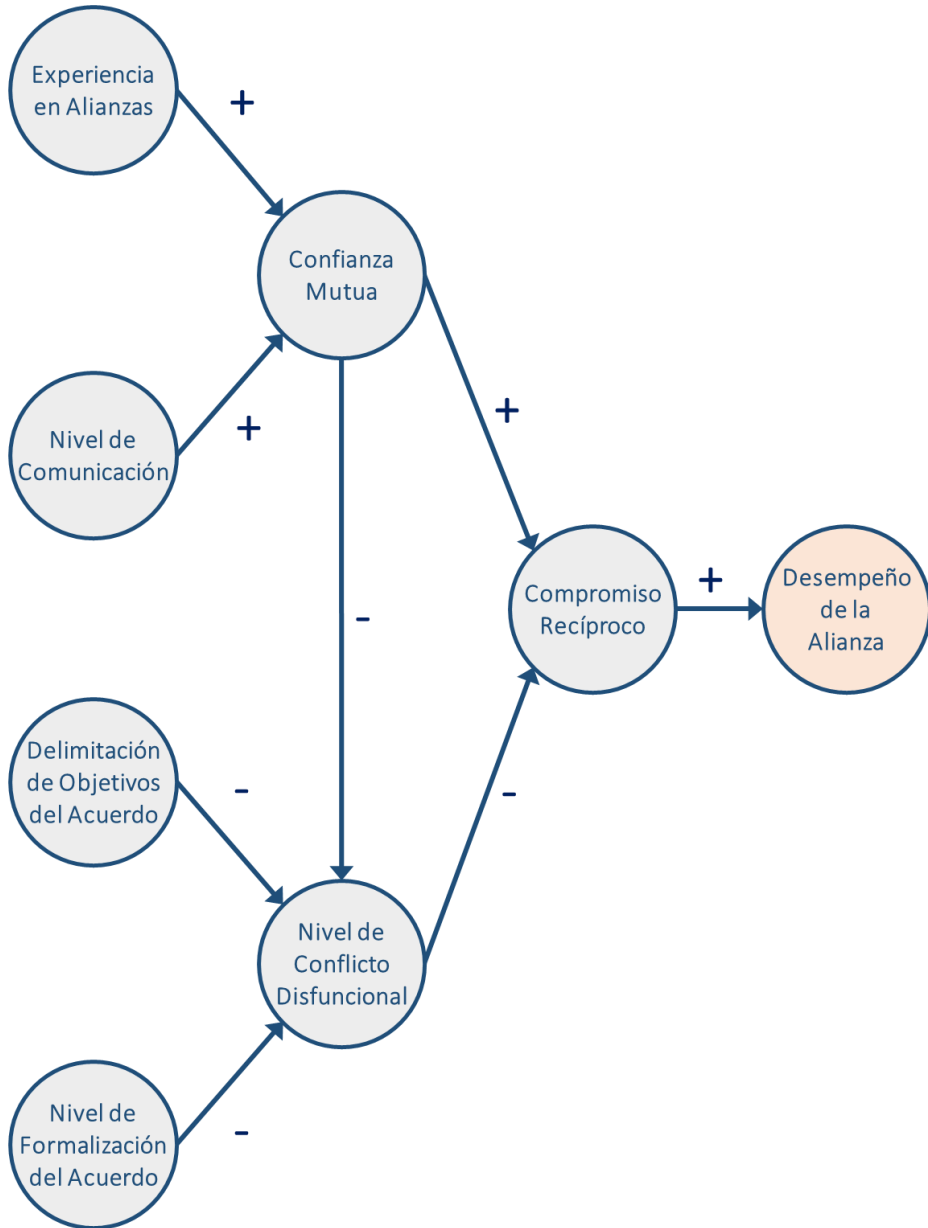 Experiencia
en Alianzas
+
Confianza
Mutua
+
Nivel de
Comunicación
+
-
Compromiso
Recíproco
+
Desempeño
de la
Alianza
Delimitación
de Objetivos
del Acuerdo
-
-
Nivel de
Conflicto
Disfuncional
Nivel de
Formalización
del Acuerdo
-